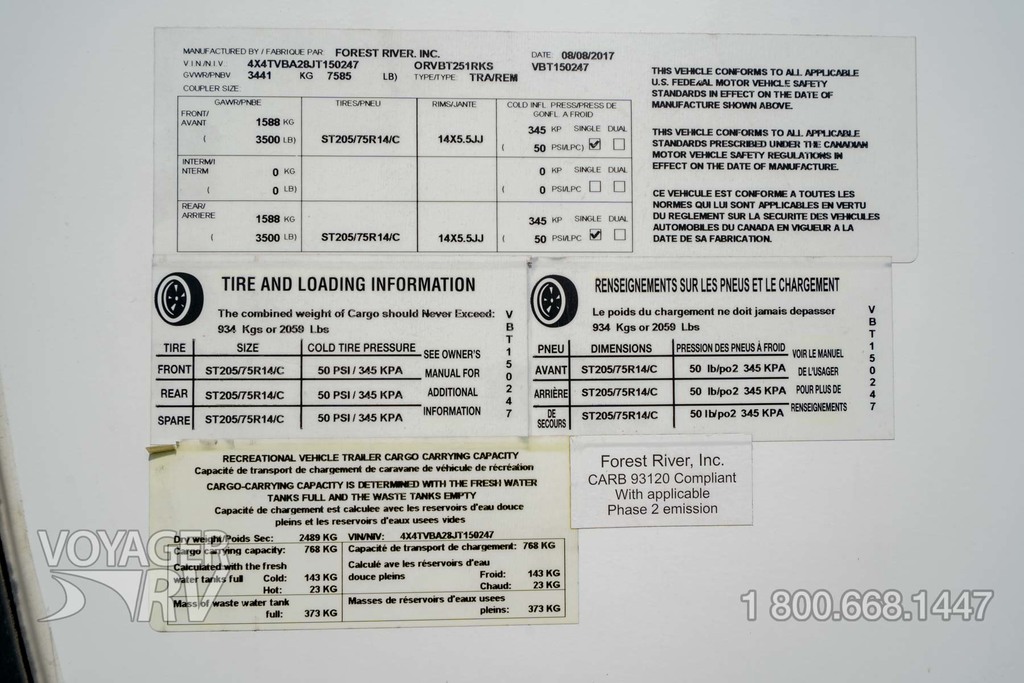 MANUFACTURED BY / FABRIQUE PAR: FOREST RIVER, INC. DATE: 08/08/2017
V.I.N./N.I.V.: 4X4TVBA28JT150247 ORVBT251RKS VBT150247
GVWR/PNBV 3441 KG 7585 LB) TYPE/TYPE: TRA/REM
COUPLER SIZE:
GAWR/PNBE TIRES/PNEU RIMS/JANTE COLD INFL. PRESS/PRESS DE GONFL. A FROID
FRONT/ AVANT 1588 KG 345 KP SINGLE DUAL
( 3500 LB) ST205/75R14/C 14X5.5JJ ( 50 PSI/LPC)
INTERM/I NTERM 0 KG 0 KP SINGLE DUAL
( 0 LB) ( 0 PSI/LPC
REAR/ ARRIERE 1588 KG 345 KP SINGLE DUAL
( 3500 LB) ST205/75R14/C 14X5.5JJ ( 50 PSI/LPC
THIS VEHICLE CONFORMS TO ALL APPLICABLE
U.S. FEDERAL MOTOR VEHICLE SAFETY
STANDARDS IN EFFECT ON THE DATE OF
MANUFACTURE SHOWN ABOVE.
THIS VEHICLE CONFORMS TO ALL APPLICABLE
STANDARDS PRESCRIBED UNDER THE CANADIAN
MOTOR VEHICLE SAFETY REGULATIONS IN
EFFECT ON THE DATE OF MANUFACTURE.
CE VEHICULE EST CONFORME A TOUTES LES
NORMES QUI LUI SONT APPLICABLES EN VERTU
DU REGLEMENT SUR LA SECURITE DES VEHICULES
AUTOMOBILES DU CANADA EN VIGUEUR A LA
DATE DE SA FABRICATION.
TIRE AND LOADING INFORMATION
The combined weight of Cargo should Never Exceed:
934 Kgs or 2059 Lbs
TIRE SIZE COLD TIRE PRESSURE
FRONT ST205/75R14/C 50 PSI / 345 KPA
REAR ST205/75R14/C 50 PSI / 345 KPA
SPARE ST205/75R14/C 50 PSI / 345 KPA
SEE OWNER'S
MANUAL FOR
ADDITIONAL
INFORMATION
VBT150247
RENSEIGNEMENTS SUR LES PNEUS ET LE CHARGEMENT
Le poids du chargement ne doit jamais depasser
934 Kgs or 2059 Lbs
PNEU DIMENSIONS PRESSION DES PNEUS À FROID
AVANT ST205/75R14/C 50 lb/po2 345 KPA
ARRIÈRE ST205/75R14/C 50 lb/po2 345 KPA
DE SECOURS ST205/75R14/C 50 lb/po2 345 KPA
VOIR LE MANUEL
DE L'USAGER
POUR PLUS DE
RENSEIGNEMENTS
VBT150247
RECREATIONAL VEHICLE TRAILER CARGO CARRYING CAPACITY
Capacité de transport de chargement de caravane de véhicule de récréation
CARGO-CARRYING CAPACITY IS DETERMINED WITH THE FRESH WATER
TANKS FULL AND THE WASTE TANKS EMPTY
Capacité de chargement est calculee avec les reservoirs d'eau douce
pleins et les reservoirs d'eaux usees vides
Dry weight/Poids Sec: 2489 KG VIN/NIV: 4X4TVBA28JT150247
Cargo carrying capacity: 768 KG Capacité de transport de chargement: 768 KG
Calculated with the fresh Calculé ave les réservoirs d'eau
water tanks full Cold: 143 KG douce pleins Froid: 143 KG
Hot: 23 KG Chaud: 23 KG
Mass of waste water tank Masses de réservoirs d'eaux usees
full: 373 KG pleins: 373 KG
Forest River, Inc.
CARB 93120 Compliant
With applicable
Phase 2 emission
VOYAGER
RV
1 800.668.1447